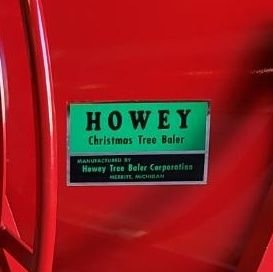 HOWEY
Christmas Tree Baler
MANUFACTURED BY
Howey Tree Baler Corporation
MERRITT, MICHIGAN